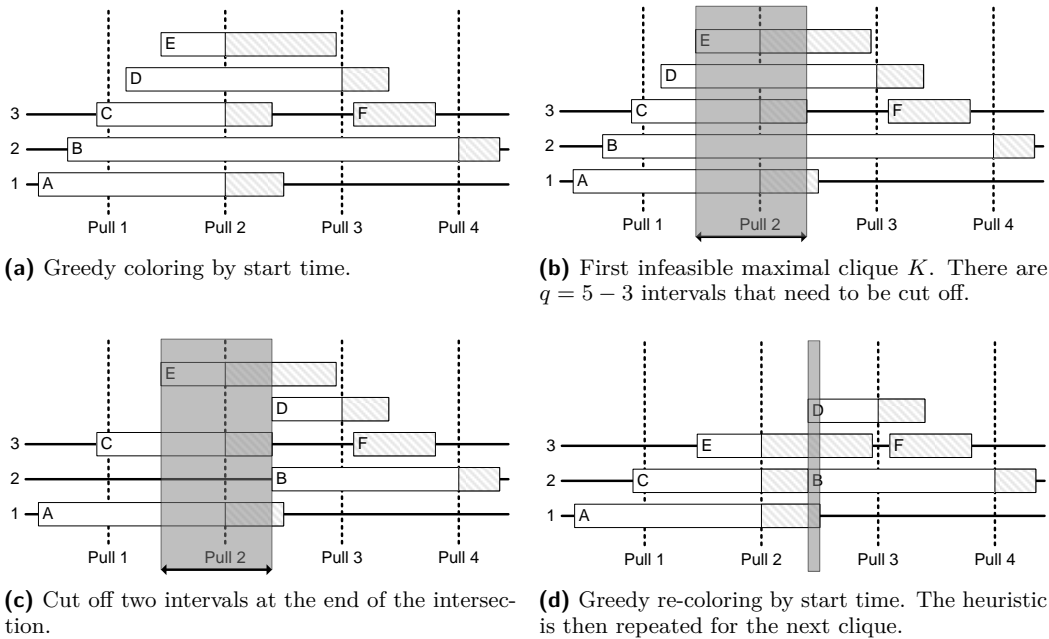 E
D
3 C F
2 B
1 A
Pull 1 Pull 2 Pull 3 Pull 4
(a) Greedy coloring by start time.
E
D
3 C F
2 B
1 A
Pull 1 Pull 2 Pull 3 Pull 4
(b) First infeasible maximal clique K. There are
q = 5 − 3 intervals that need to be cut off.
E
D
3 C F
2 B
1 A
Pull 1 Pull 2 Pull 3 Pull 4
(c) Cut off two intervals at the end of the intersec-
tion.
D
3 E F
2 C B
1 A
Pull 1 Pull 2 Pull 3 Pull 4
(d) Greedy re-coloring by start time. The heuristic
is then repeated for the next clique.